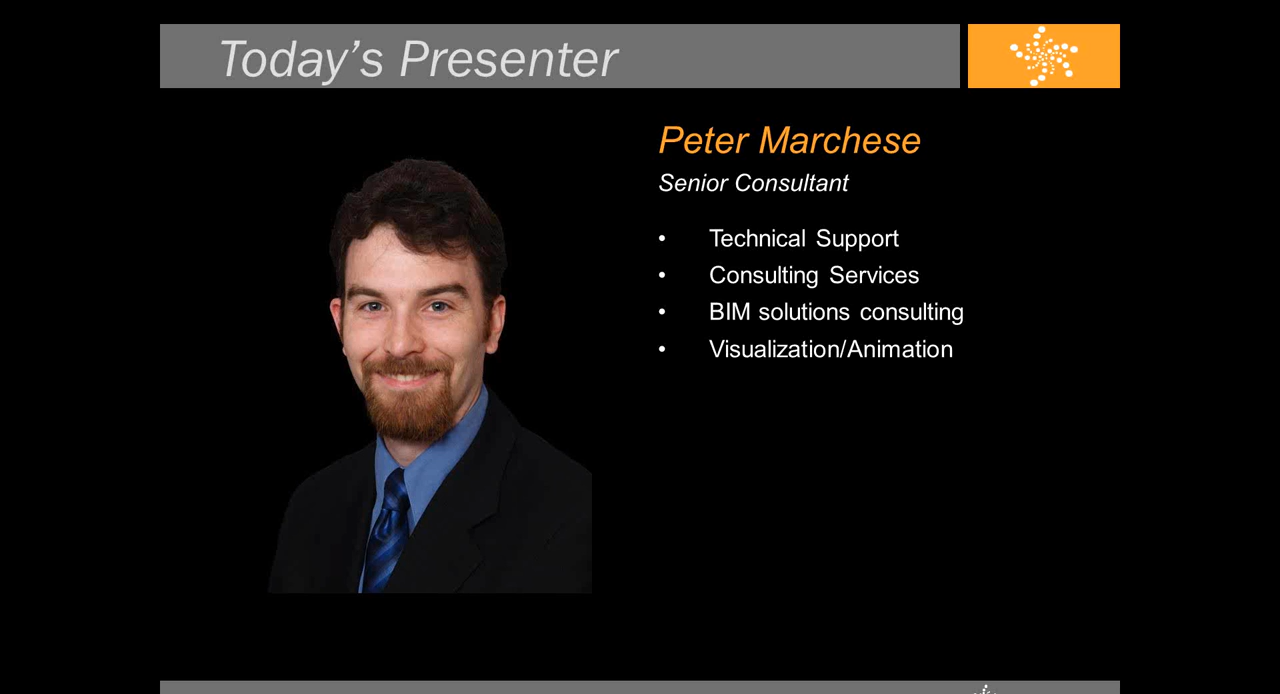 Today's Presenter
Peter Marchese
Senior Consultant
• Technical Support
• Consulting Services
• BIM solutions consulting
• Visualization/Animation